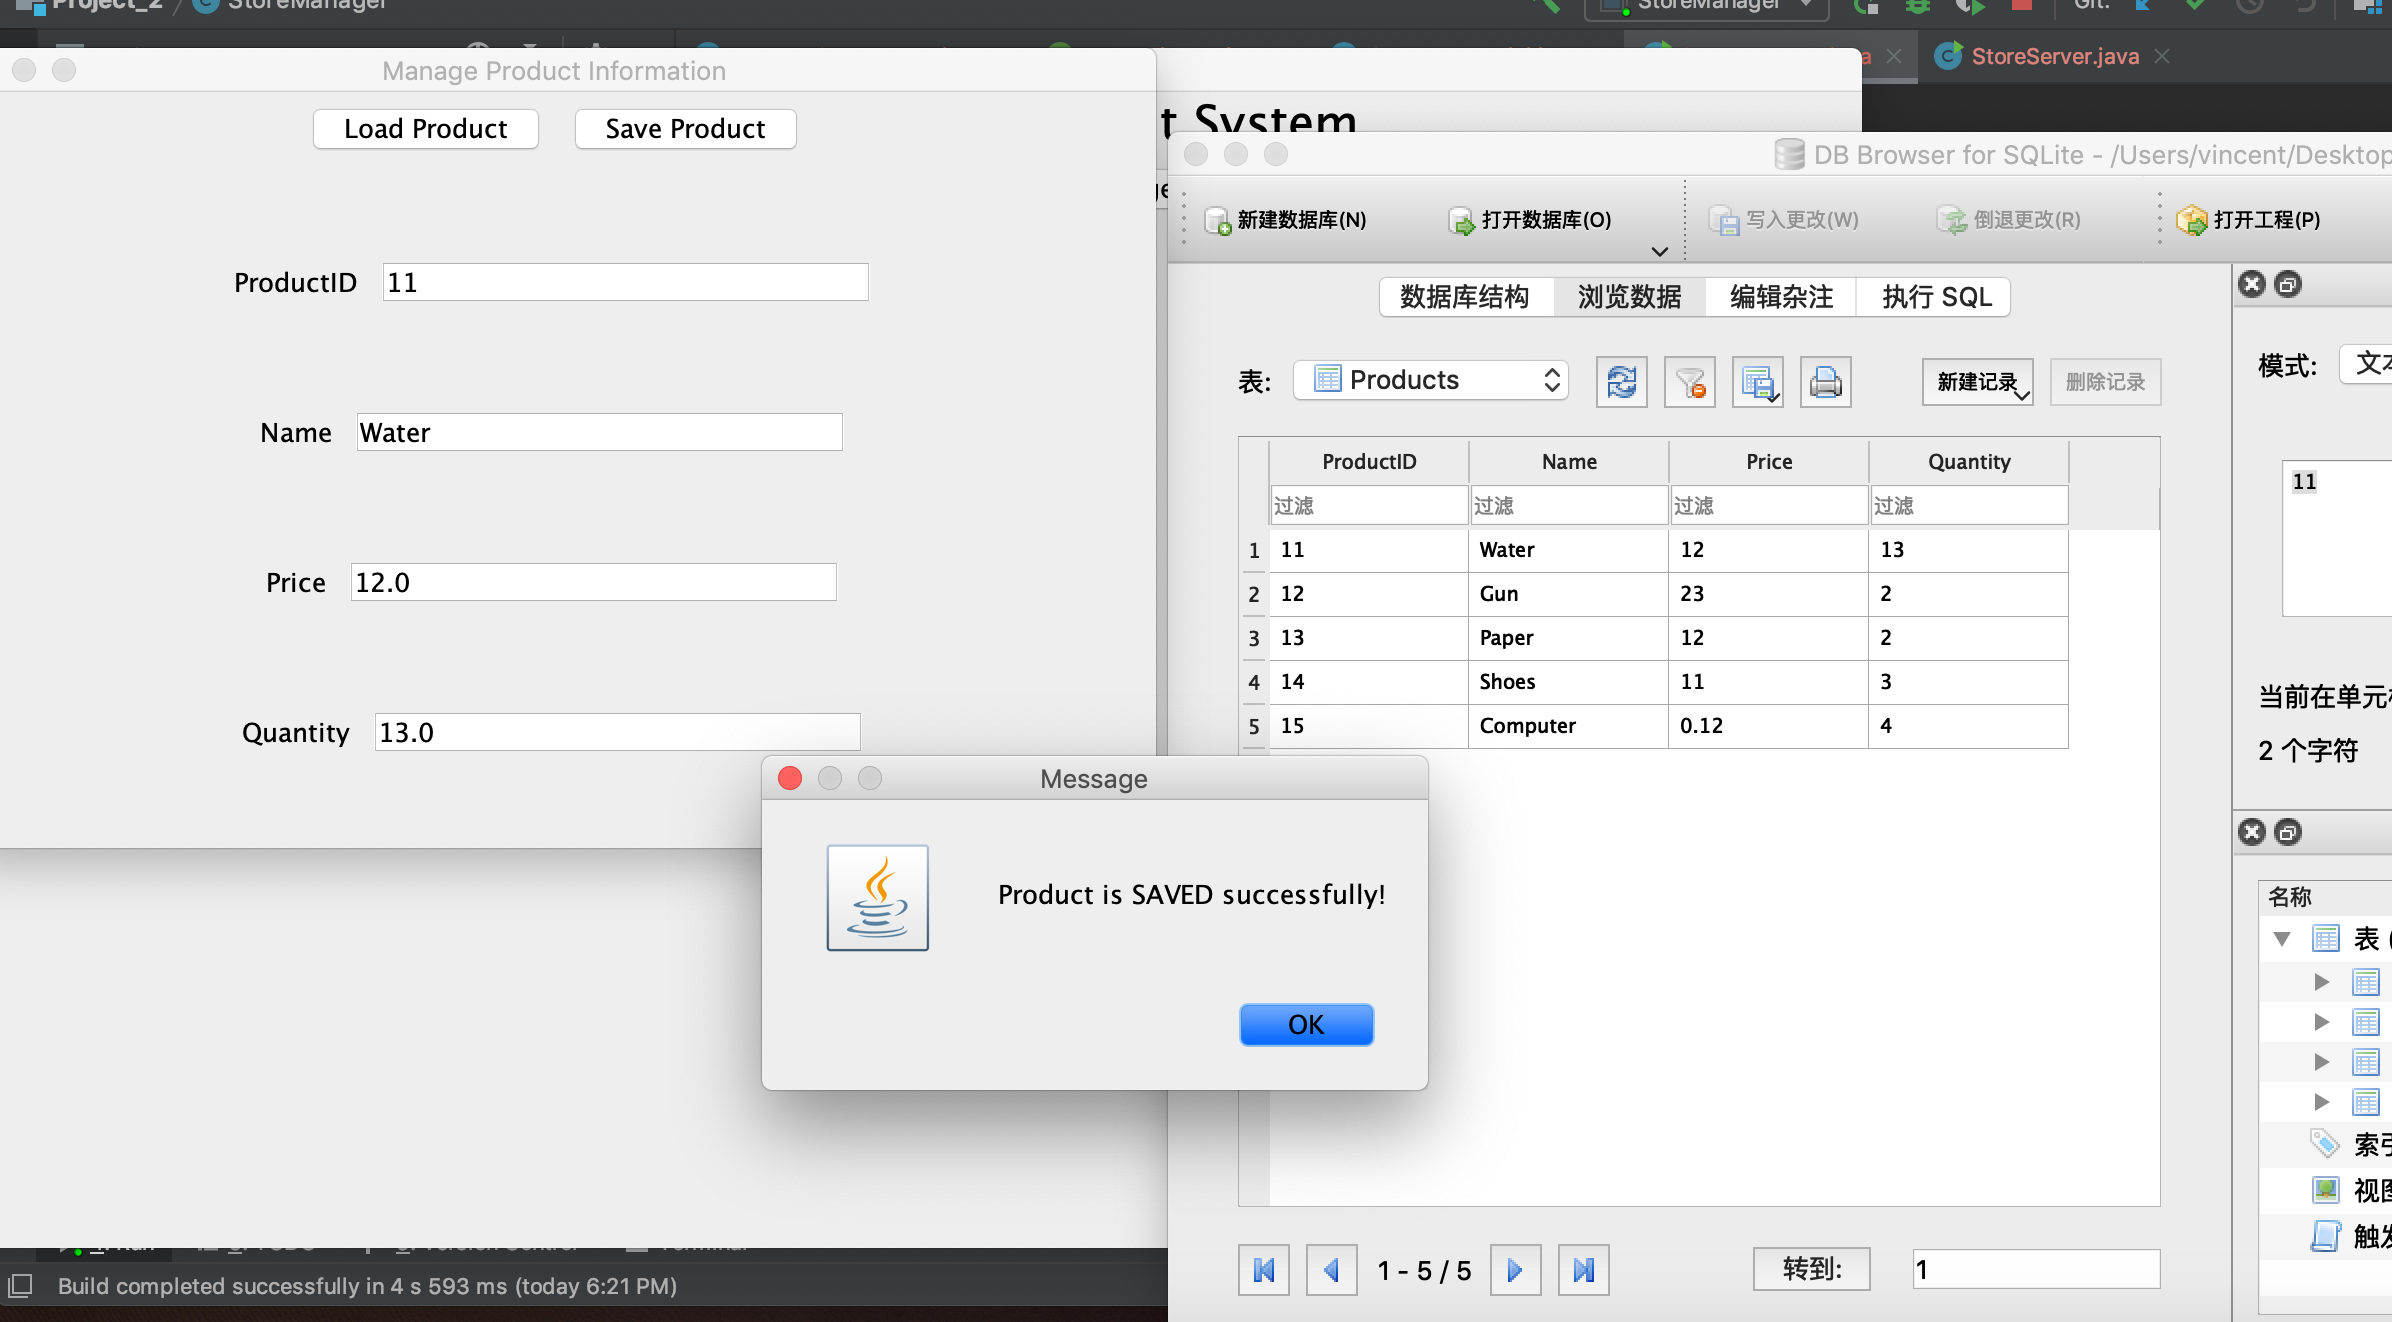 Project_2 StoreManager StoreManager Git:
StoreServer.java
Manage Product Information
Load Product Save Product
ProductID 11
Name Water
Price 12.0
Quantity 13.0
t System
DB Browser for SQLite - /Users/vincent/Desktop
新建数据库(N) 打开数据库(O) 写入更改(W) 倒退更改(R) 打开工程(P)
数据库结构 浏览数据 编辑杂注 执行 SQL
表: Products 新建记录 删除记录
ProductID Name Price Quantity
过滤 过滤 过滤 过滤
1 11 Water 12 13
2 12 Gun 23 2
3 13 Paper 12 2
4 14 Shoes 11 3
5 15 Computer 0.12 4
模式: 文本
11
当前在单元
2 个字符
名称
表 (
索引
视图
触发
Message
Product is SAVED successfully!
OK
1 - 5 / 5
转到: 1
Build completed successfully in 4 s 593 ms (today 6:21 PM)